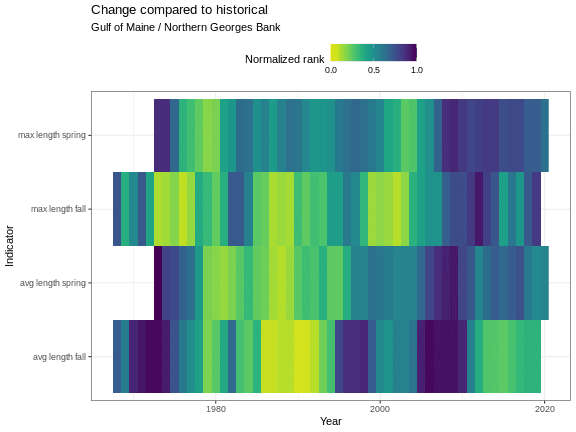 Change compared to historical
Gulf of Maine / Northern Georges Bank
Normalized rank
0.0 0.5 1.0
max length spring
max length fall
avg length spring
avg length fall
Indicator
1980 2000 2020
Year